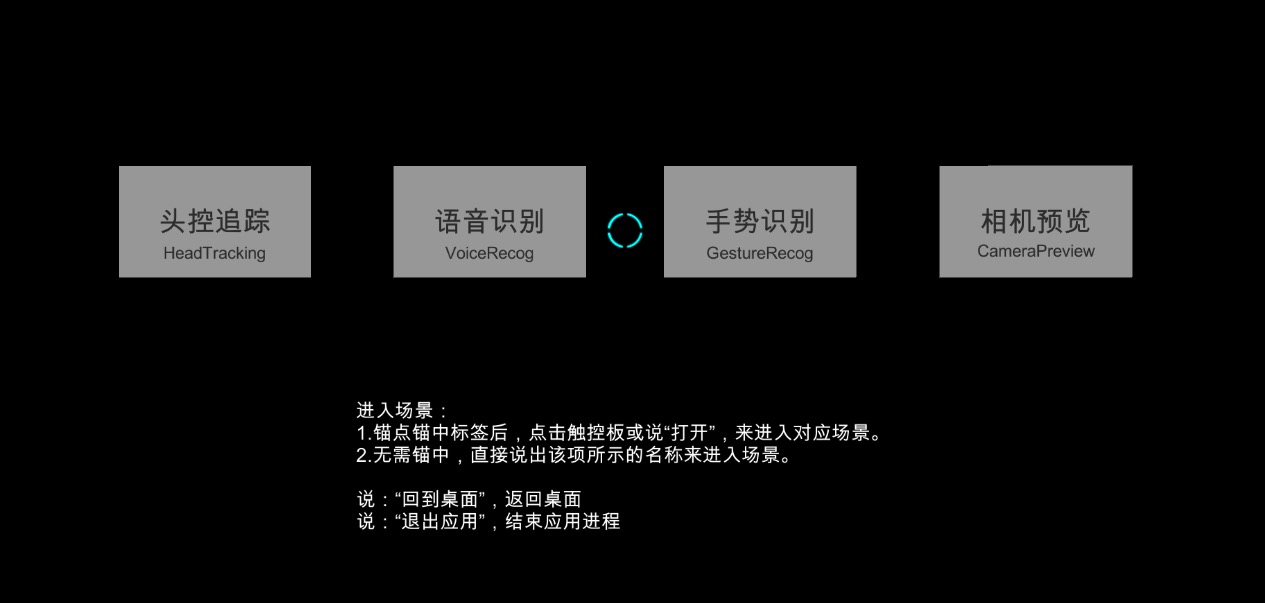 头控追踪
HeadTracking
语音识别
VoiceRecog
手势识别
GestureRecog
相机预览
CameraPreview
进入场景：
1.锚点锚中标签后，点击触控板或说“打开”，来进入对应场景。
2.无需锚中，直接说出该项所示的名称来进入场景。
说：“回到桌面”，返回桌面
说：“退出应用”，结束应用进程